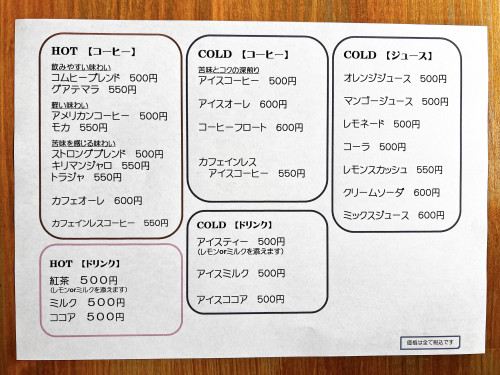 HOT 【コーヒー】
飲みやすい味わい
コムヒーブレンド 500円
グアテマラ 550円
軽い味わい
アメリカンコーヒー 500円
モカ 550円
苦味を感じる味わい
ストロングブレンド 500円
キリマンジャロ 550円
トラジャ 550円
カフェオーレ 600円
カフェインレスコーヒー 550円
HOT 【ドリンク】
紅茶 500円
(レモンorミルクを添えます)
ミルク 500円
ココア 500円
COLD 【コーヒー】
苦味とコクの深煎り
アイスコーヒー 500円
アイスオーレ 600円
コーヒーフロート 600円
カフェインレス
アイスコーヒー 550円
COLD 【ドリンク】
アイスティー 500円
(レモンorミルクを添えます)
アイスミルク 500円
アイスココア 500円
COLD 【ジュース】
オレンジジュース 500円
マンゴージュース 500円
レモネード 500円
コーラ 500円
レモンスカッシュ 550円
クリームソーダ 600円
ミックスジュース 600円
価格は全て税込です